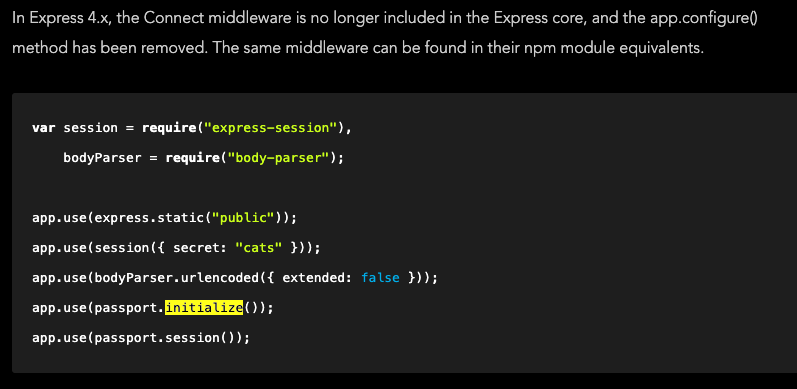 In Express 4.x, the Connect middleware is no longer included in the Express core, and the app.configure()
method has been removed. The same middleware can be found in their npm module equivalents.
var session = require("express-session"),
    bodyParser = require("body-parser");
app.use(express.static("public"));
app.use(session({ secret: "cats" }));
app.use(bodyParser.urlencoded({ extended: false }));
app.use(passport.initialize());
app.use(passport.session());